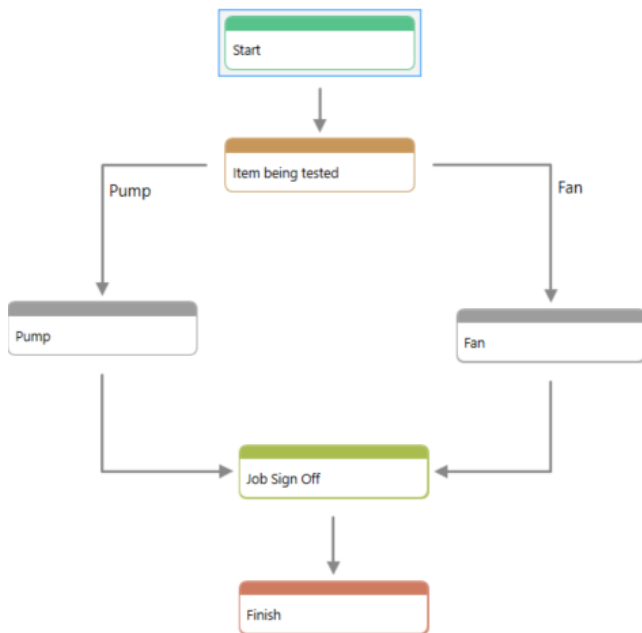 Start
Item being tested
Pump
Fan
Pump
Fan
Job Sign Off
Finish